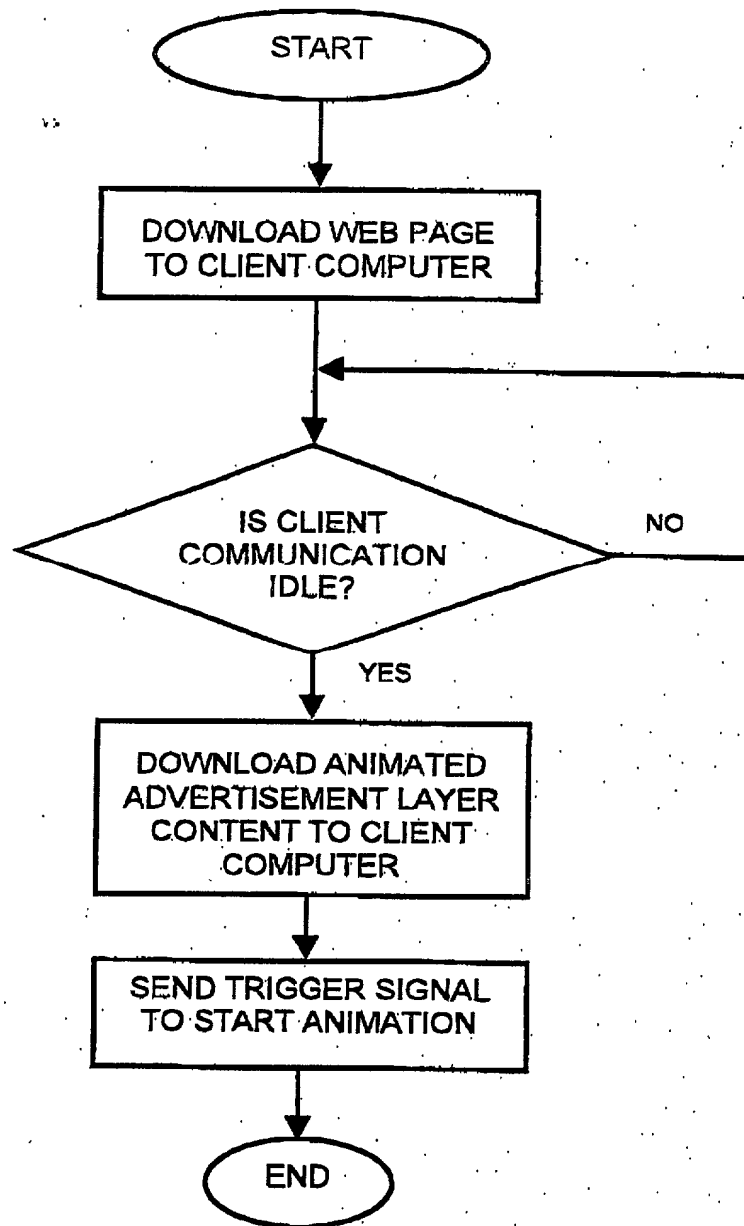 START
DOWNLOAD WEB PAGE
TO CLIENT COMPUTER
IS CLIENT
COMMUNICATION
IDLE?
NO
YES
DOWNLOAD ANIMATED
ADVERTISEMENT LAYER
CONTENT TO CLIENT
COMPUTER
SEND TRIGGER SIGNAL
TO START ANIMATION
END